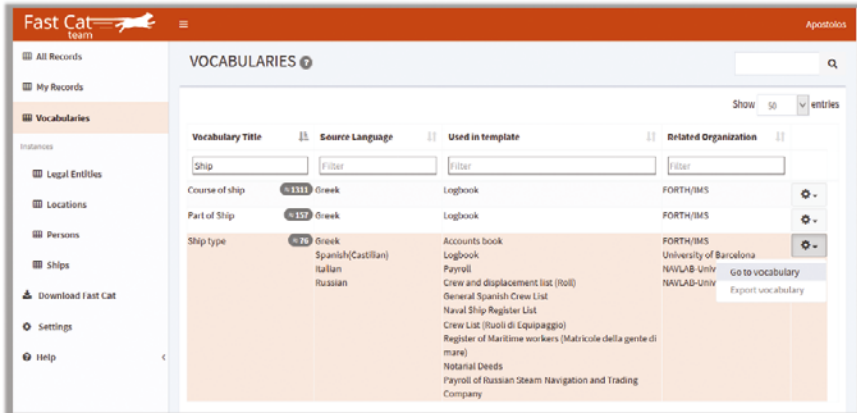 Fast Cat
team
Apostolos
All Records
My Records
Vocabularies
Instances
Legal Entities
Locations
Persons
Ships
Download Fast Cat
Settings
Help
VOCABULARIES ?
Show 50 entries
Vocabulary Title Source Language Used in template Related Organization
Ship Filter Filter Filter
Course of ship ≈1311 Greek Logbook FORTH/IMS
Part of Ship ≈157 Greek Logbook FORTH/IMS
Ship type ≈76 Greek Accounts book FORTH/IMS
Spanish(Castillian) Logbook University of Barcelona
Italian Payroll NAVLAB-Univ
Russian Crew and displacement list (Roll) NAVLAB-Univ
General Spanish Crew List
Naval Ship Register List
Crew List (Ruoli di Equipaggio)
Register of Maritime workers (Matricole della gente di
mare)
Notarial Deeds
Payroll of Russian Steam Navigation and Trading
Company
Go to vocabulary
Export vocabulary